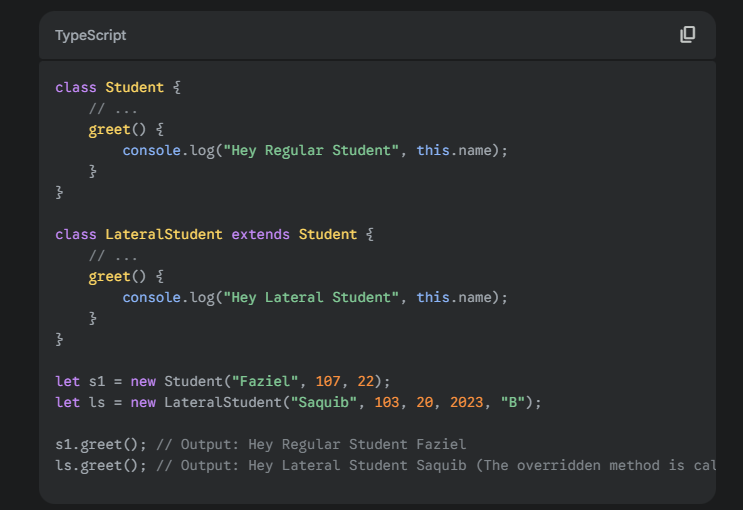 TypeScript
class Student {
    // ...
    greet() {
        console.log("Hey Regular Student", this.name);
    }
}
class LateralStudent extends Student {
    // ...
    greet() {
        console.log("Hey Lateral Student", this.name);
    }
}
let s1 = new Student("Faziel", 107, 22);
let ls = new LateralStudent("Saquib", 103, 20, 2023, "B");
s1.greet(); // Output: Hey Regular Student Faziel
ls.greet(); // Output: Hey Lateral Student Saquib (The overridden method is